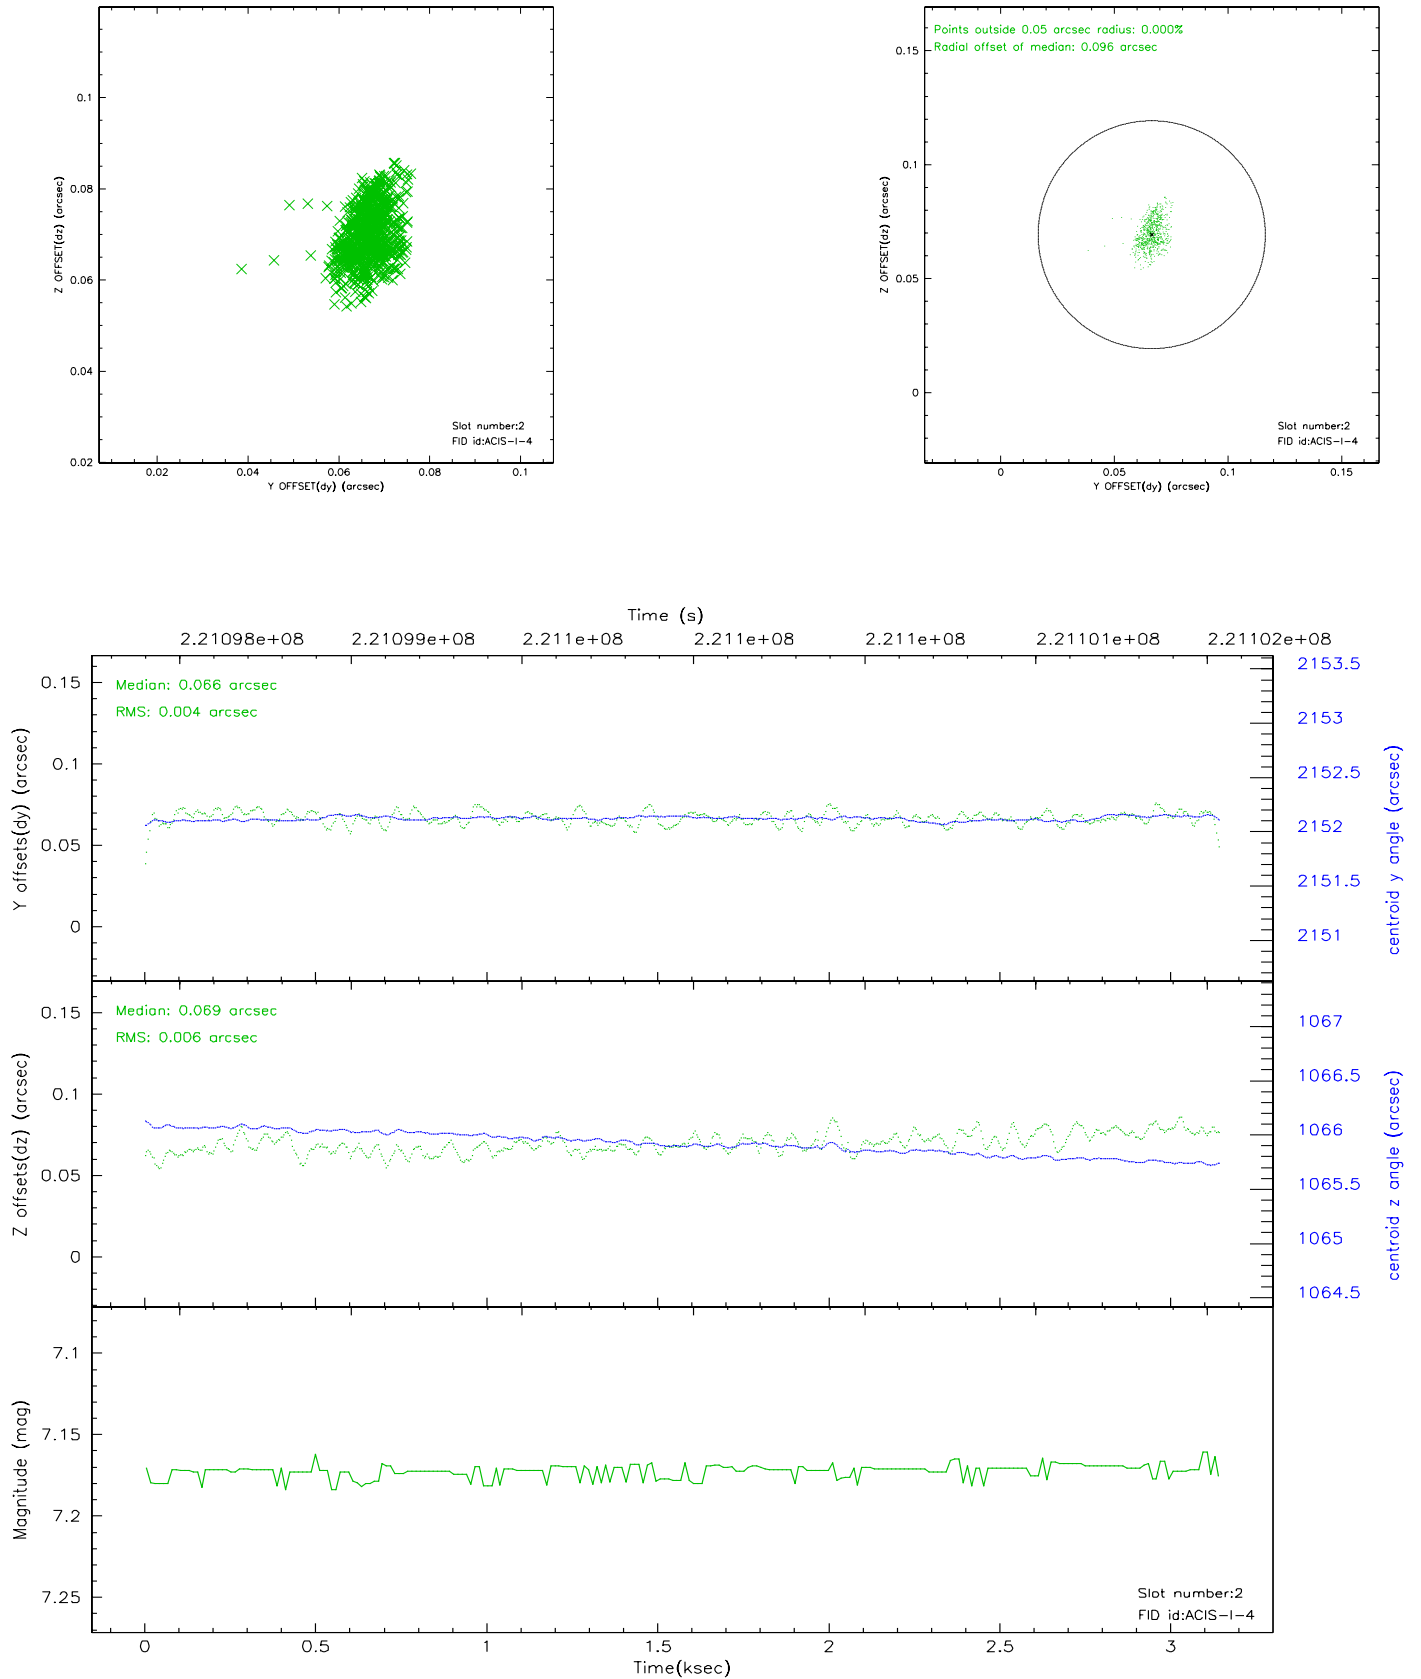 0.1
0.08
0.06
0.04
0.02
Z OFFSET(dz) (arcsec)
0.02 0.04 0.06 0.08 0.1
Y OFFSET(dy) (arcsec)
Slot number:2
FID id:ACIS-I-4
Points outside 0.05 arcsec radius: 0.000%
Radial offset of median: 0.096 arcsec
0.15
0.1
0.05
0
Z OFFSET(dz) (arcsec)
0 0.05 0.1 0.15
Y OFFSET(dy) (arcsec)
Slot number:2
FID id:ACIS-I-4
Time (s)
2.21098e+08 2.21099e+08 2.211e+08 2.211e+08 2.211e+08 2.21101e+08 2.21102e+08
Median: 0.066 arcsec
RMS: 0.004 arcsec
0.15
0.1
0.05
0
Y offsets(dy) (arcsec)
2153.5
2153
2152.5
2152
2151.5
2151
centroid y angle (arcsec)
Median: 0.069 arcsec
RMS: 0.006 arcsec
0.15
0.1
0.05
0
Z offsets(dz) (arcsec)
1067
1066.5
1066
1065.5
1065
1064.5
centroid z angle (arcsec)
7.1
7.15
7.2
7.25
Magnitude (mag)
Slot number:2
FID id:ACIS-I-4
0 0.5 1 1.5 2 2.5 3
Time(ksec)